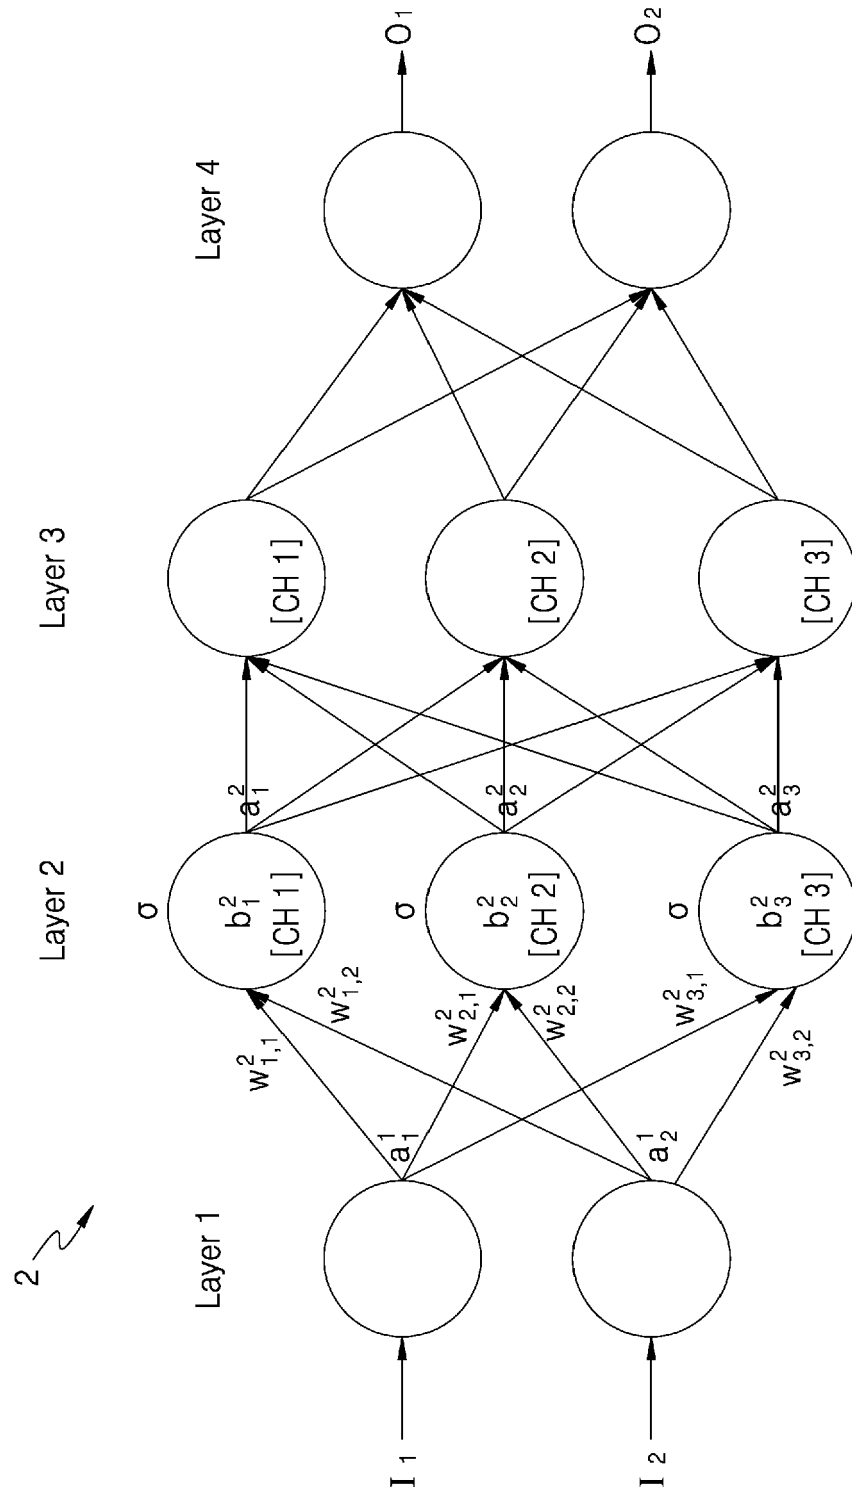 2
Layer 1
Layer 2
Layer 3
Layer 4
I₁
I₂
a¹₁
a¹₂
w²₁,₁
w²₁,₂
w²₂,₁
w²₂,₂
w²₃,₁
w²₃,₂
σ
b²₁
[CH 1]
σ
b²₂
[CH 2]
σ
b²₃
[CH 3]
a²₁
a²₂
a²₃
[CH 1]
[CH 2]
[CH 3]
O₁
O₂